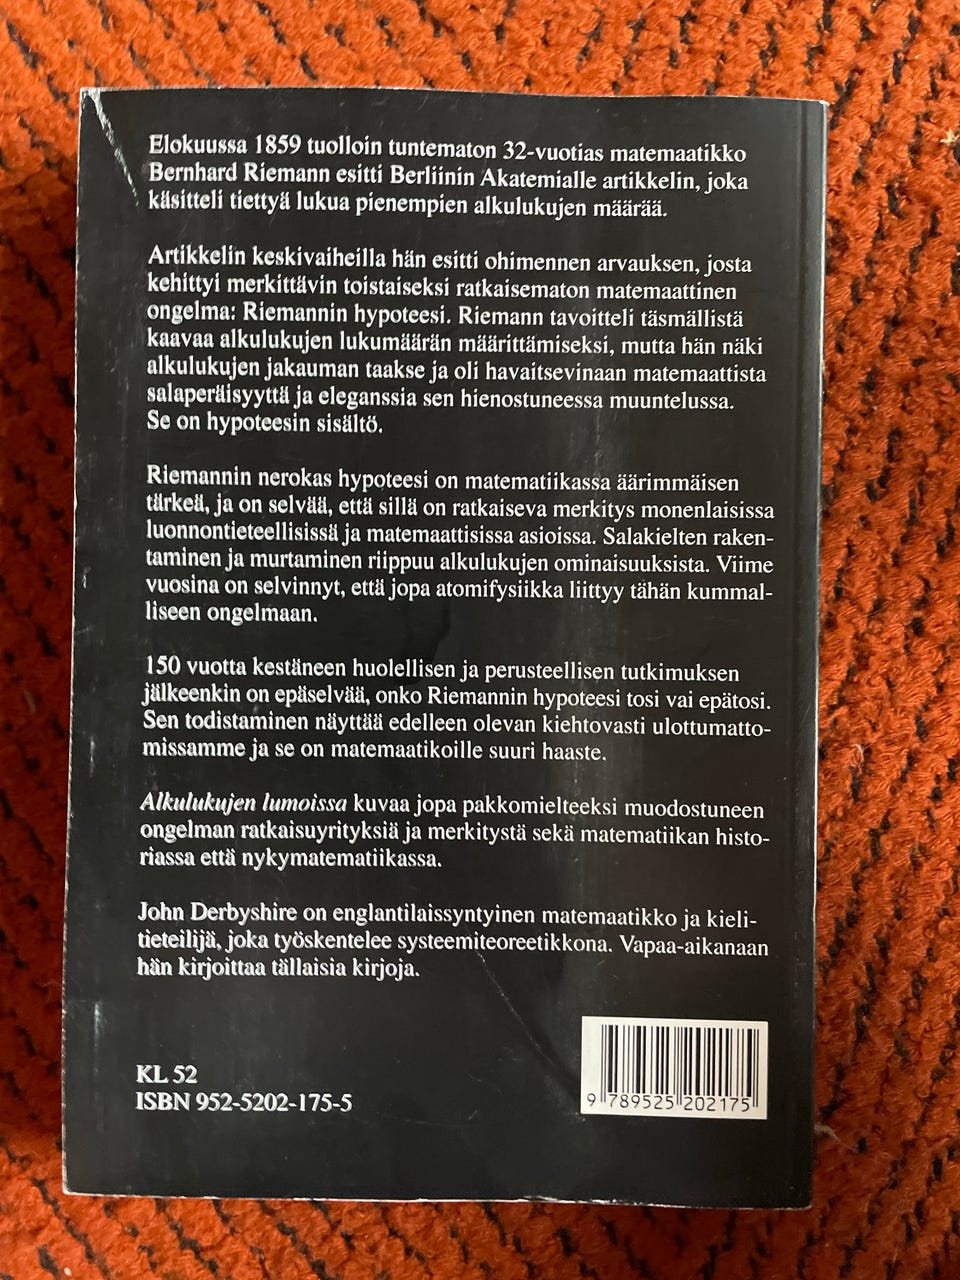 Elokuussa 1859 tuolloin tuntematon 32-vuotias matemaatikko
Bernhard Riemann esitti Berliinin Akatemialle artikkelin, joka
käsitteli tiettyä lukua pienempien alkulukujen määrää.
Artikkelin keskivaiheilla hän esitti ohimennen arvauksen, josta
kehittyi merkittävin toistaiseksi ratkaisematon matemaattinen
ongelma: Riemannin hypoteesi. Riemann tavoitteli täsmällistä
kaavaa alkulukujen lukumäärän määrittämiseksi, mutta hän näki
alkulukujen jakauman taakse ja oli havaitsevinaan matemaattista
salaperäisyyttä ja eleganssia sen hienostuneessa muuntelussa.
Se on hypoteesin sisältö.
Riemannin nerokas hypoteesi on matematiikassa äärimmäisen
tärkeä, ja on selvää, että sillä on ratkaiseva merkitys monenlaisissa
luonnontieteellisissä ja matemaattisissa asioissa. Salakielten raken-
taminen ja murtaminen riippuu alkulukujen ominaisuuksista. Viime
vuosina on selvinnyt, että jopa atomifysiikka liittyy tähän kummal-
liseen ongelmaan.
150 vuotta kestäneen huolellisen ja perusteellisen tutkimuksen
jälkeenkin on epäselvää, onko Riemannin hypoteesi tosi vai epätosi.
Sen todistaminen näyttää edelleen olevan kiehtovasti ulottumatto-
missamme ja se on matemaatikoille suuri haaste.
Alkulukujen lumoissa kuvaa jopa pakkomielteeksi muodostuneen
ongelman ratkaisuyrityksiä ja merkitystä sekä matematiikan histo-
riassa että nykymatematiikassa.
John Derbyshire on englantilaissyntyinen matemaatikko ja kieli-
tieteilijä, joka työskentelee systeemiteoreetikkona. Vapaa-aikanaan
hän kirjoittaa tällaisia kirjoja.
KL 52
ISBN 952-5202-175-5
9 789525 202175